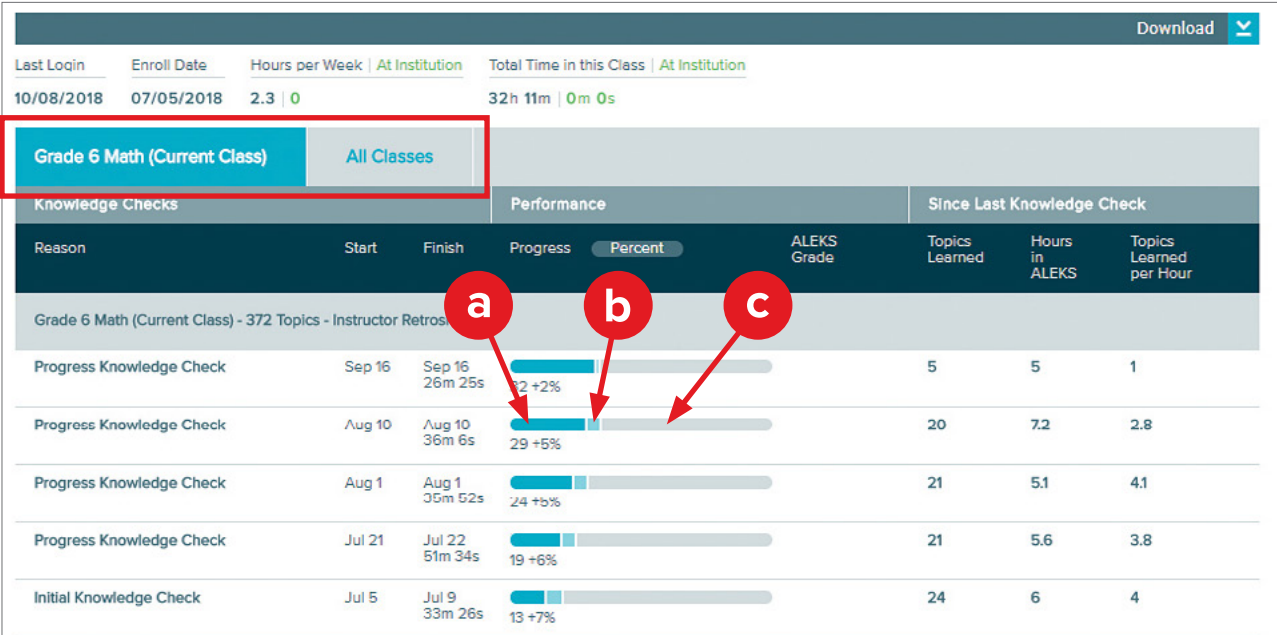 Download
Last Login Enroll Date Hours per Week | At Institution Total Time in this Class | At Institution
10/08/2018 07/05/2018 2.3 | 0 32h 11m | 0m 0s
Grade 6 Math (Current Class) All Classes
Knowledge Checks Performance Since Last Knowledge Check
Reason Start Finish Progress Percent ALEKS Grade Topics Learned Hours in ALEKS Topics Learned per Hour
a b c
Grade 6 Math (Current Class) - 372 Topics - Instructor
Progress Knowledge Check Sep 16 Sep 16 5 5 1
26m 25s 32 +2%
Progress Knowledge Check Aug 10 Aug 10 20 7.2 2.8
36m 6s 29 +5%
Progress Knowledge Check Aug 1 Aug 1 21 5.1 4.1
35m 52s 24 +5%
Progress Knowledge Check Jul 21 Jul 22 21 5.6 3.8
51m 34s 19 +6%
Initial Knowledge Check Jul 5 Jul 9 24 6 4
33m 26s 13 +7%